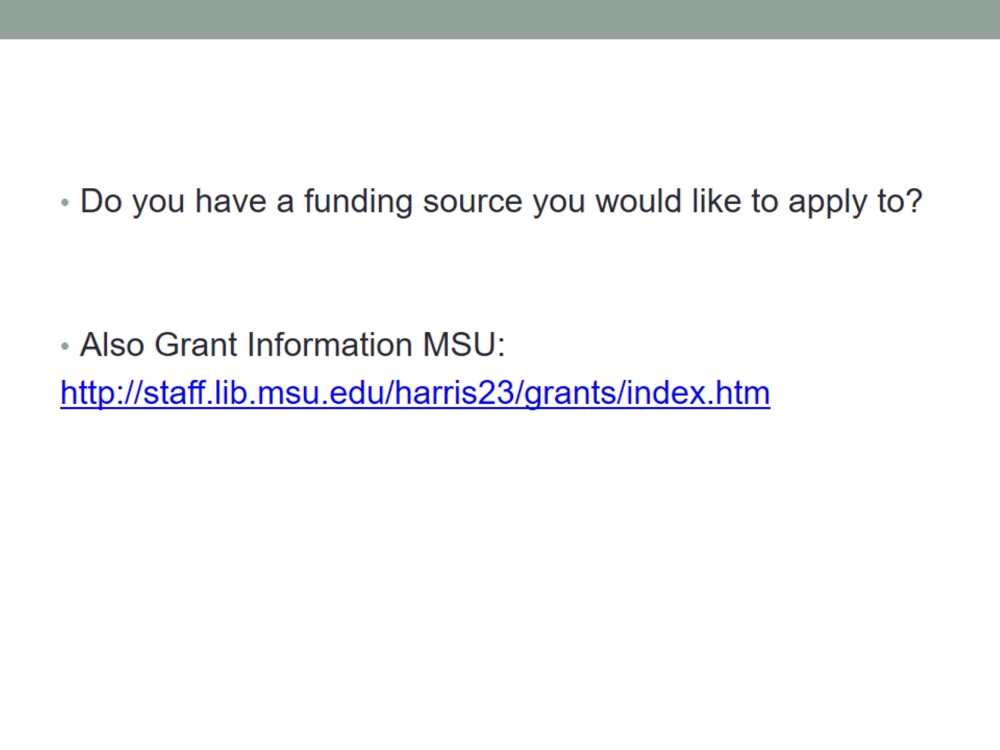 • Do you have a funding source you would like to apply to?
• Also Grant Information MSU:
http://staff.lib.msu.edu/harris23/grants/index.htm